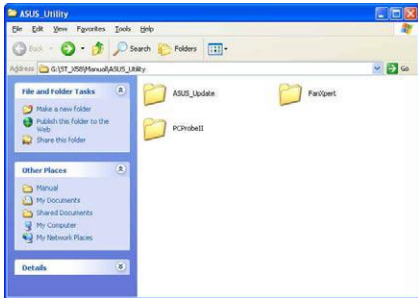 ASUS_Utility
File Edit View Favorites Tools Help
Back Search Folders
Address G:\ST_X58\Manual\ASUS_Utility Go
File and Folder Tasks
Make a new folder
Publish this folder to the Web
Share this folder
Other Places
Manual
My Documents
Shared Documents
My Computer
My Network Places
Details
ASUS_Update FanXpert
PCProbeII